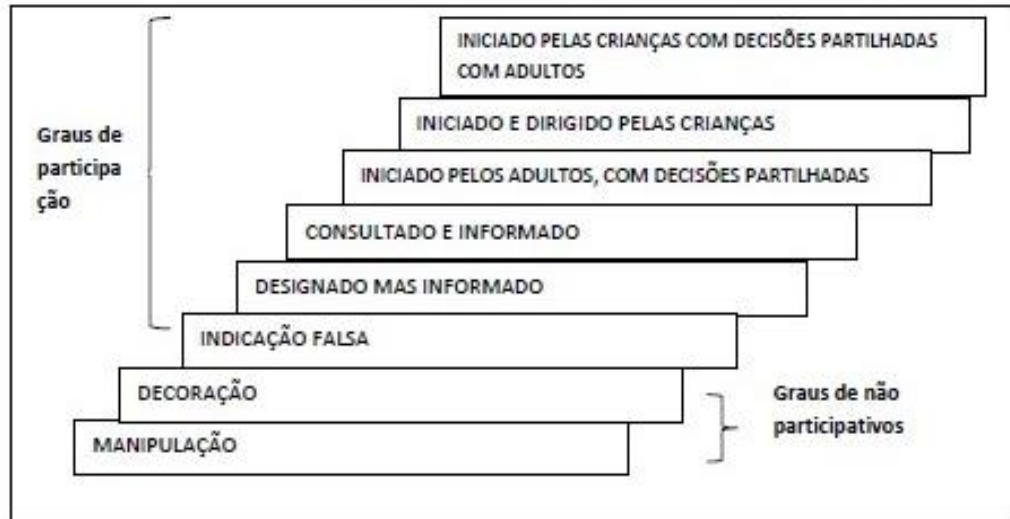 INICIADO PELAS CRIANÇAS COM DECISÕES PARTILHADAS
COM ADULTOS
INICIADO E DIRIGIDO PELAS CRIANÇAS
Graus de
participa
ção
INICIADO PELOS ADULTOS, COM DECISÕES PARTILHADAS
CONSULTADO E INFORMADO
DESIGNADO MAS INFORMADO
INDICAÇÃO FALSA
DECORAÇÃO
MANIPULAÇÃO
Graus de não
participativos